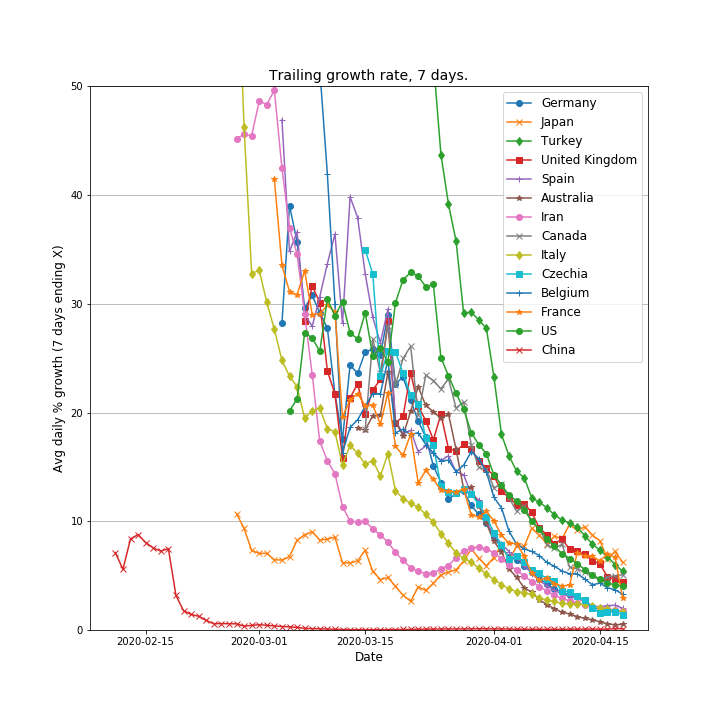 Trailing growth rate, 7 days.
50
40
30
20
10
0
Avg daily % growth (7 days ending X)
Germany
Japan
Turkey
United Kingdom
Spain
Australia
Iran
Canada
Italy
Czechia
Belgium
France
US
China
2020-02-15
2020-03-01
2020-03-15
2020-04-01
2020-04-15
Date